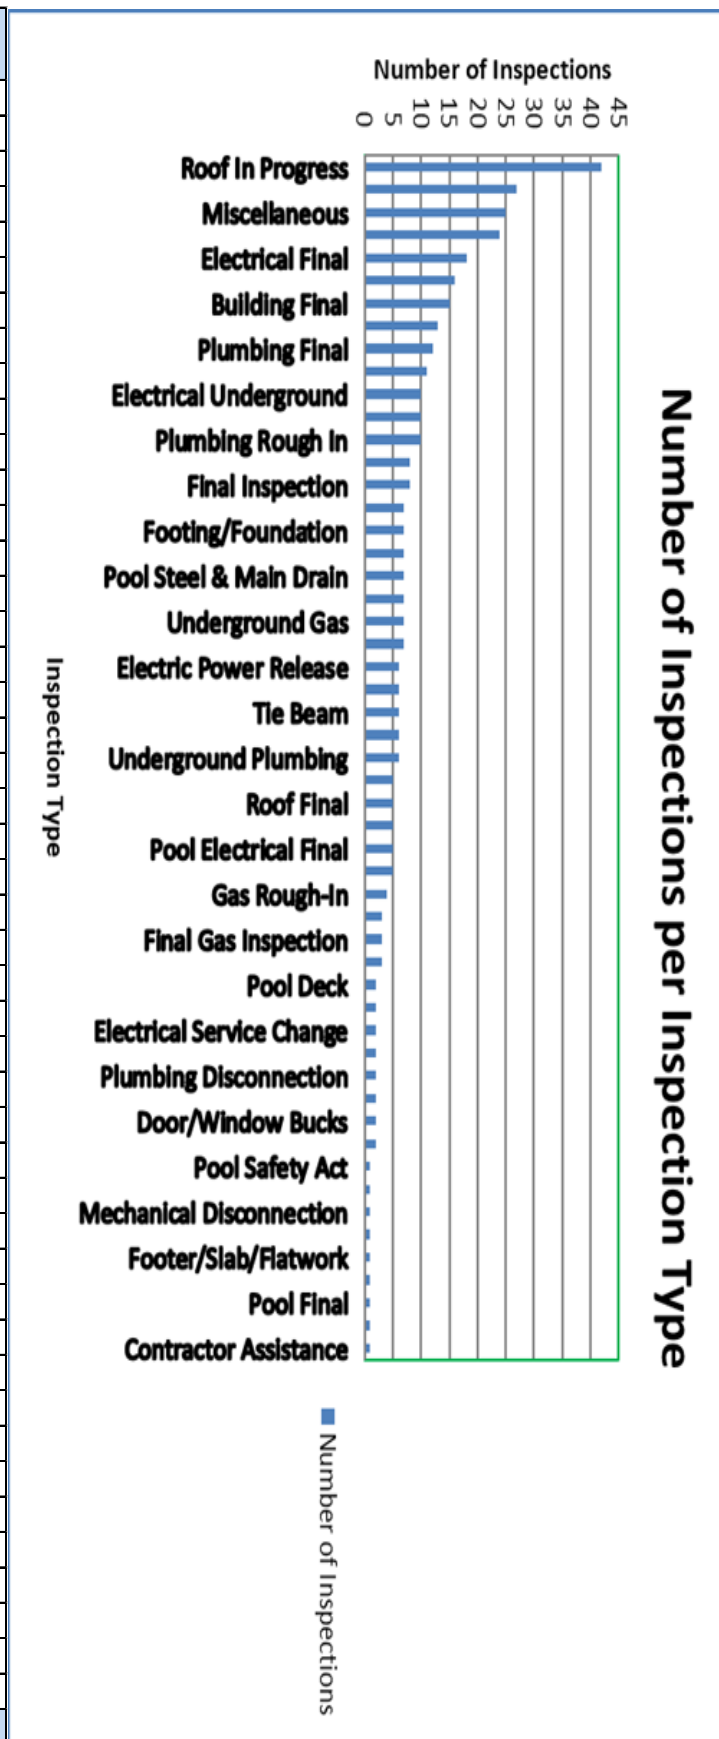 Number of Inspections per Inspection Type
Number of Inspections
0
5
10
15
20
25
30
35
40
45
Roof In Progress
Miscellaneous
Electrical Final
Building Final
Plumbing Final
Electrical Underground
Plumbing Rough In
Final Inspection
Footing/Foundation
Pool Steel & Main Drain
Underground Gas
Electric Power Release
Tie Beam
Underground Plumbing
Roof Final
Pool Electrical Final
Gas Rough-In
Final Gas Inspection
Pool Deck
Electrical Service Change
Plumbing Disconnection
Door/Window Bucks
Pool Safety Act
Mechanical Disconnection
Footer/Slab/Flatwork
Pool Final
Contractor Assistance
Inspection Type
Number of Inspections